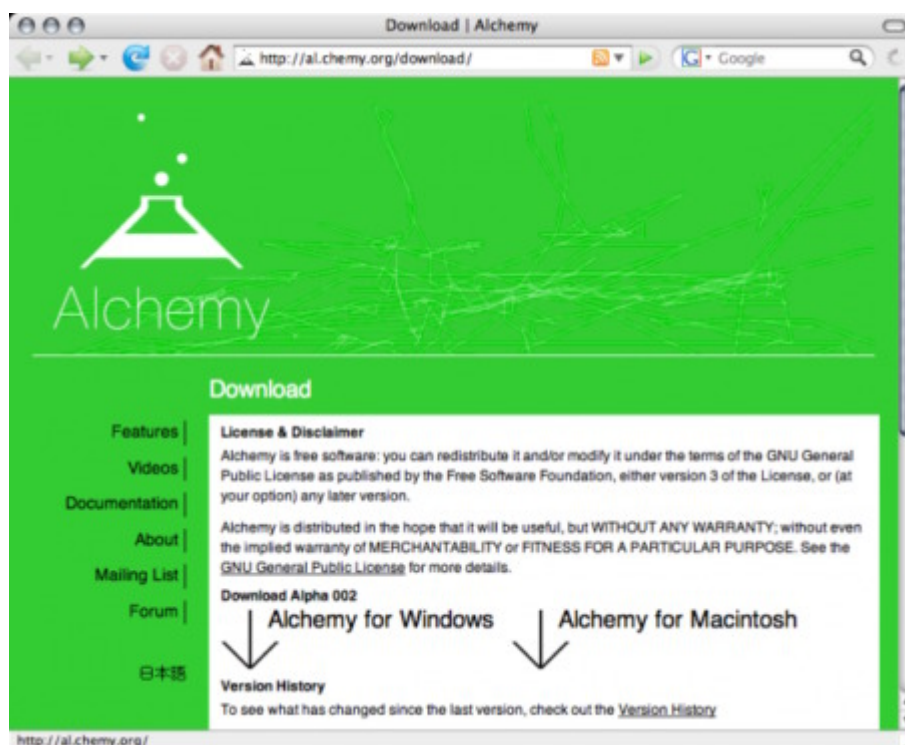 Download | Alchemy
http://al.chemy.org/download/
Google
Alchemy
Download
Features
Videos
Documentation
About
Mailing List
Forum
日本語
License & Disclaimer
Alchemy is free software: you can redistribute it and/or modify it under the terms of the GNU General
Public License as published by the Free Software Foundation, either version 3 of the License, or (at
your option) any later version.
Alchemy is distributed in the hope that it will be useful, but WITHOUT ANY WARRANTY; without even
the implied warranty of MERCHANTABILITY or FITNESS FOR A PARTICULAR PURPOSE. See the
GNU General Public License for more details.
Download Alpha 002
Alchemy for Windows
Alchemy for Macintosh
Version History
To see what has changed since the last version, check out the Version History
http://al.chemy.org/